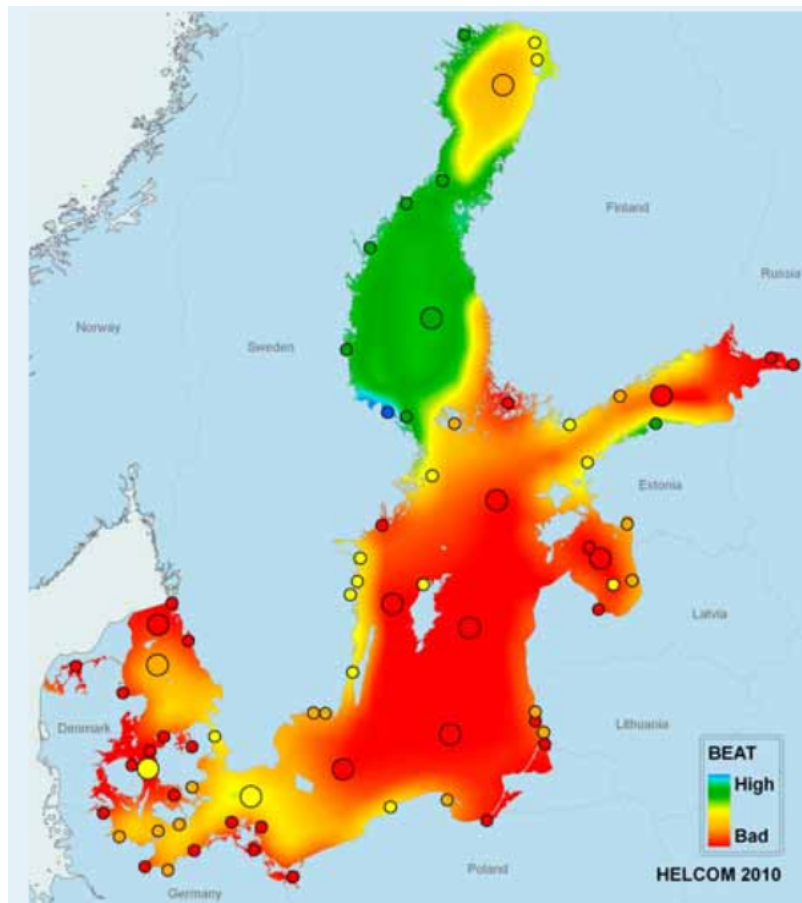 Finland
Russia
Norway
Sweden
Estonia
Latvia
Denmark
Lithuania
BEAT
High
Bad
Poland
HELCOM 2010
Germany